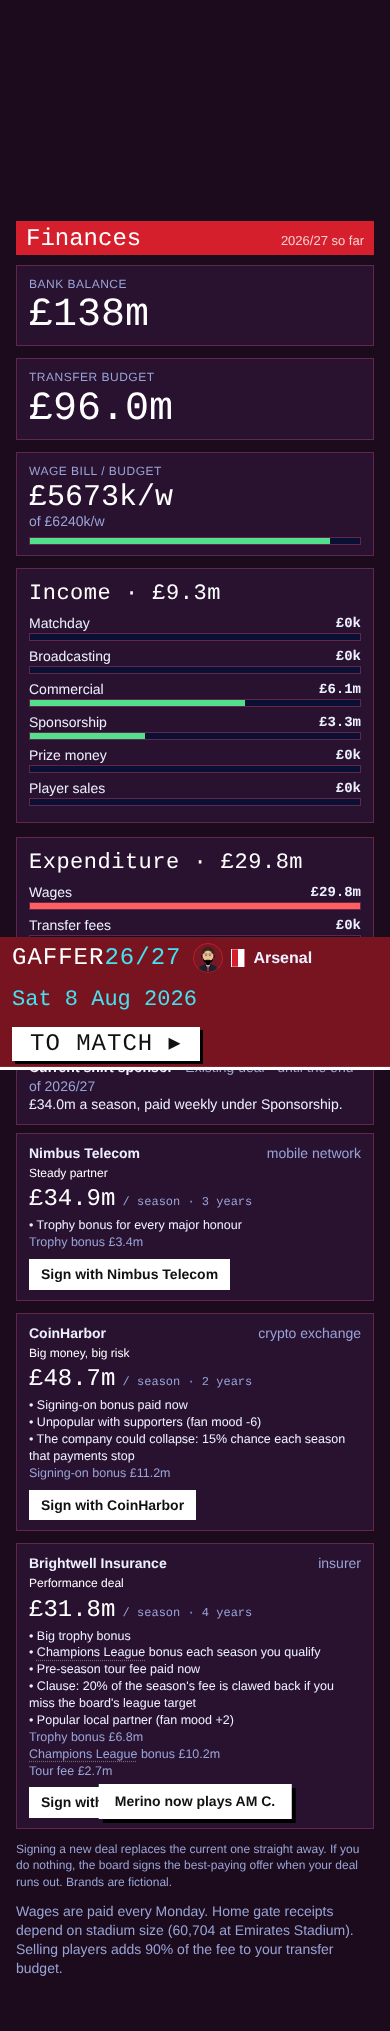 Finances 2026/27 so far
BANK BALANCE
£138m
TRANSFER BUDGET
£96.0m
WAGE BILL / BUDGET
£5673k/w
of £6240k/w
Income · £9.3m
Matchday £0k
Broadcasting £0k
Commercial £6.1m
Sponsorship £3.3m
Prize money £0k
Player sales £0k
Expenditure · £29.8m
Wages £29.8m
Transfer fees £0k
GAFFER26/27 Arsenal
Sat 8 Aug 2026
TO MATCH ►
Current shirt sponsor Existing deal · until the end
of 2026/27
£34.0m a season, paid weekly under Sponsorship.
Nimbus Telecom mobile network
Steady partner
£34.9m / season · 3 years
• Trophy bonus for every major honour
Trophy bonus £3.4m
Sign with Nimbus Telecom
CoinHarbor crypto exchange
Big money, big risk
£48.7m / season · 2 years
• Signing-on bonus paid now
• Unpopular with supporters (fan mood -6)
• The company could collapse: 15% chance each season
that payments stop
Signing-on bonus £11.2m
Sign with CoinHarbor
Brightwell Insurance insurer
Performance deal
£31.8m / season · 4 years
• Big trophy bonus
• Champions League bonus each season you qualify
• Pre-season tour fee paid now
• Clause: 20% of the season's fee is clawed back if you
miss the board's league target
• Popular local partner (fan mood +2)
Trophy bonus £6.8m
Champions League bonus £10.2m
Tour fee £2.7m
Sign with
Merino now plays AM C.
Signing a new deal replaces the current one straight away. If you
do nothing, the board signs the best-paying offer when your deal
runs out. Brands are fictional.
Wages are paid every Monday. Home gate receipts
depend on stadium size (60,704 at Emirates Stadium).
Selling players adds 90% of the fee to your transfer
budget.